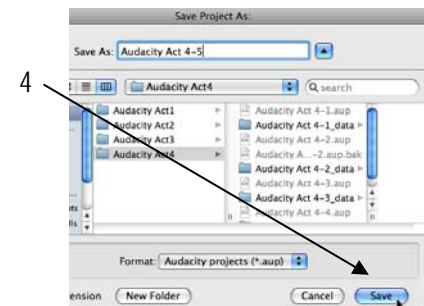 Save Project As:
Save As: Audacity Act 4-5
4
Audacity Act4 search
Audacity Act1 Audacity Act 4-1.aup
Audacity Act2 Audacity Act 4-1_data
Audacity Act3 Audacity Act 4-2.aup
Audacity Act4 Audacity A...-2.aup.bak
Audacity Act 4-2_data
Audacity Act 4-3.aup
Audacity Act 4-3_data
Audacity Act 4-4.aup
Format: Audacity projects (*.aup)
ension New Folder Cancel Save